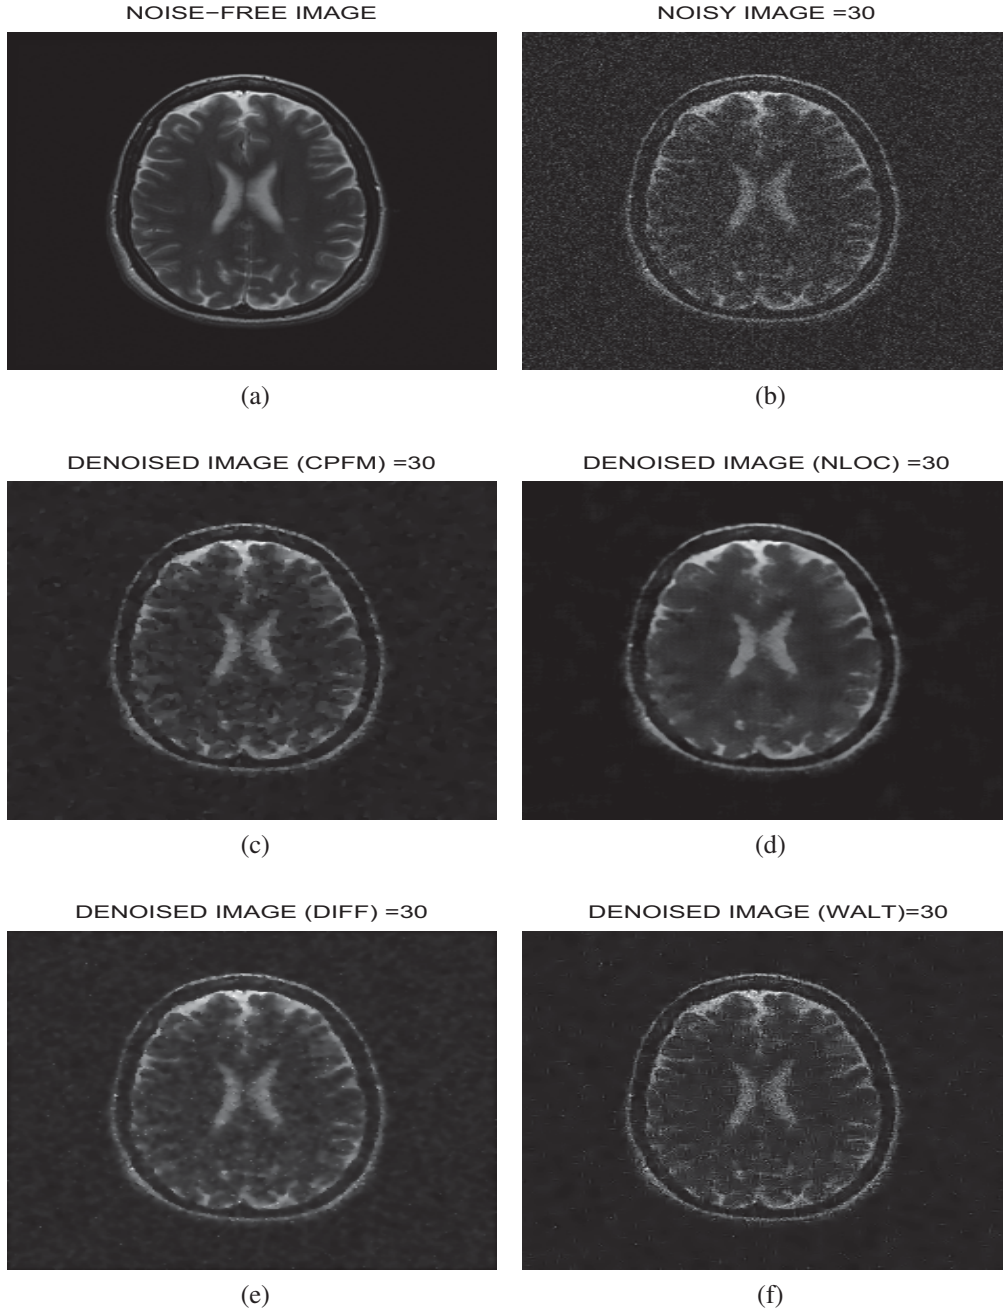 NOISE−FREE IMAGE
NOISY IMAGE =30
(a)
(b)
DENOISED IMAGE (CPFM) =30
DENOISED IMAGE (NLOC) =30
(c)
(d)
DENOISED IMAGE (DIFF) =30
DENOISED IMAGE (WALT)=30
(e)
(f)